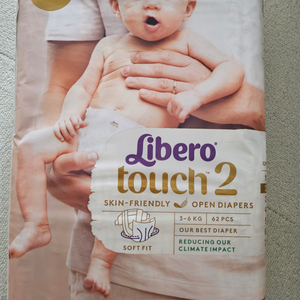 Libero
touch 2
SKIN-FRIENDLY OPEN DIAPERS
3-6 KG 62 PCS
OUR BEST DIAPER
SOFT FIT
REDUCING OUR
CLIMATE IMPACT